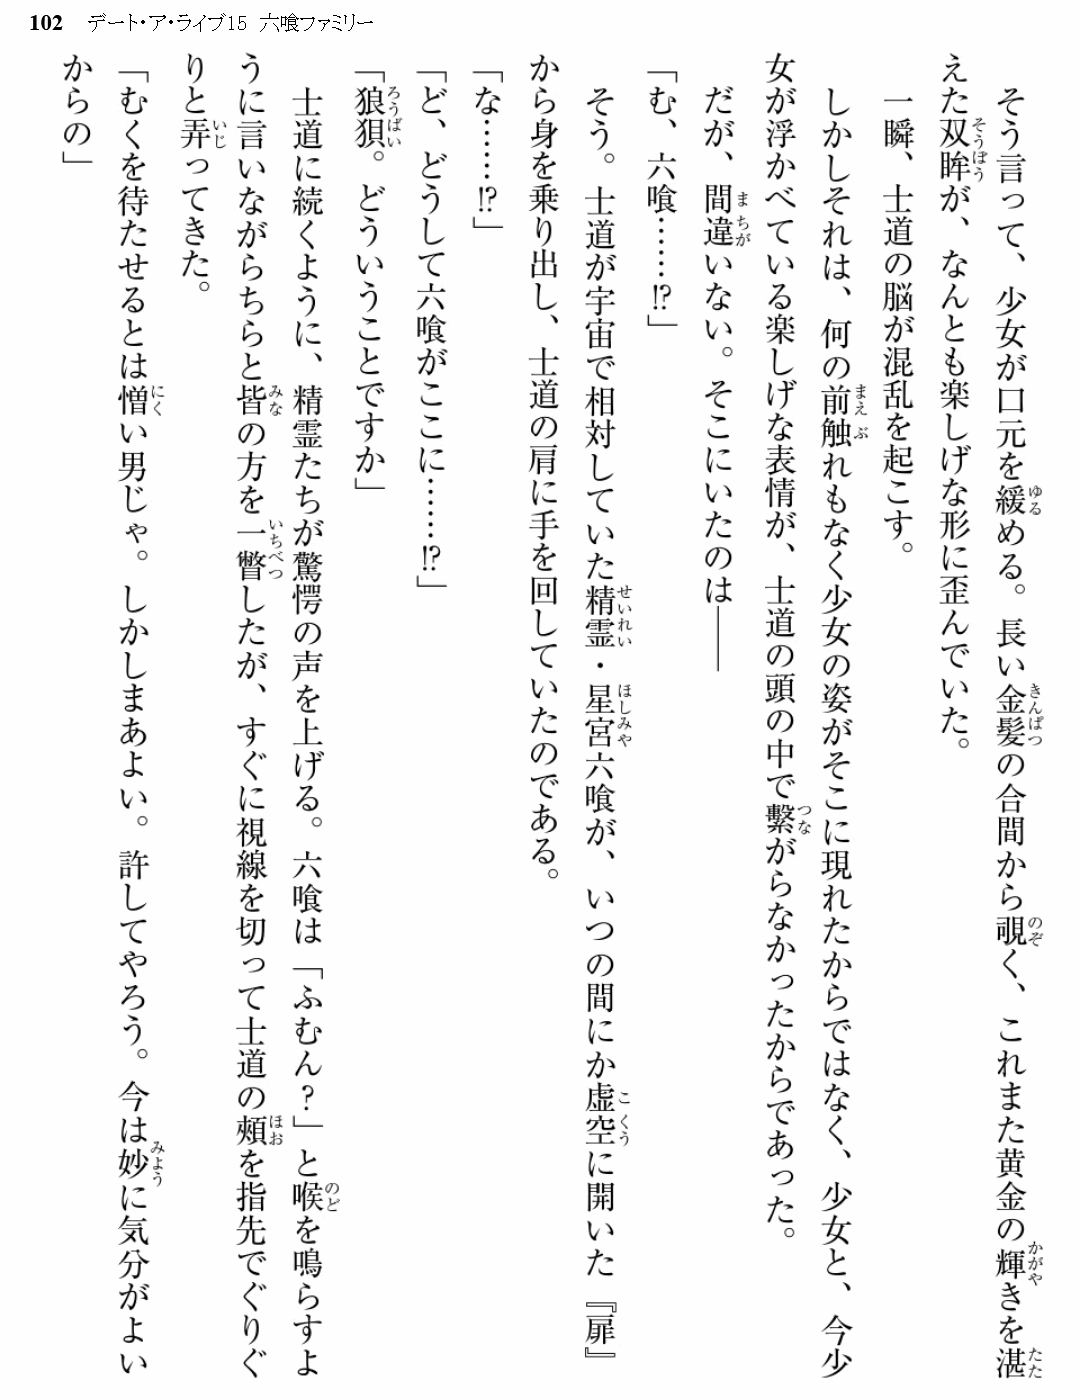 102 デート・ア・ライブ15 六喰ファミリー
　そう言って、少女が口元を緩める。長い金髪の合間から覗く、これまた黄金の輝きを湛
えた双眸が、なんとも楽しげな形に歪んでいた。
　一瞬、士道の脳が混乱を起こす。
　しかしそれは、何の前触れもなく少女の姿がそこに現れたからではなく、少女と、今少
女が浮かべている楽しげな表情が、士道の頭の中で繫がらなかったからであった。
　だが、間違いない。そこにいたのは――
「む、六喰……⁉」
　そう。士道が宇宙で相対していた精霊・星宮六喰が、いつの間にか虚空に開いた『扉』
から身を乗り出し、士道の肩に手を回していたのである。
「な……⁉」
「ど、どうして六喰がここに……⁉」
「狼狽。どういうことですか」
　士道に続くように、精霊たちが驚愕の声を上げる。六喰は「ふむん？」と喉を鳴らすよ
うに言いながらちらと皆の方を一瞥したが、すぐに視線を切って士道の頰を指先でぐりぐ
りと弄ってきた。
「むくを待たせるとは憎い男じゃ。しかしまあよい。許してやろう。今は妙に気分がよい
からの」